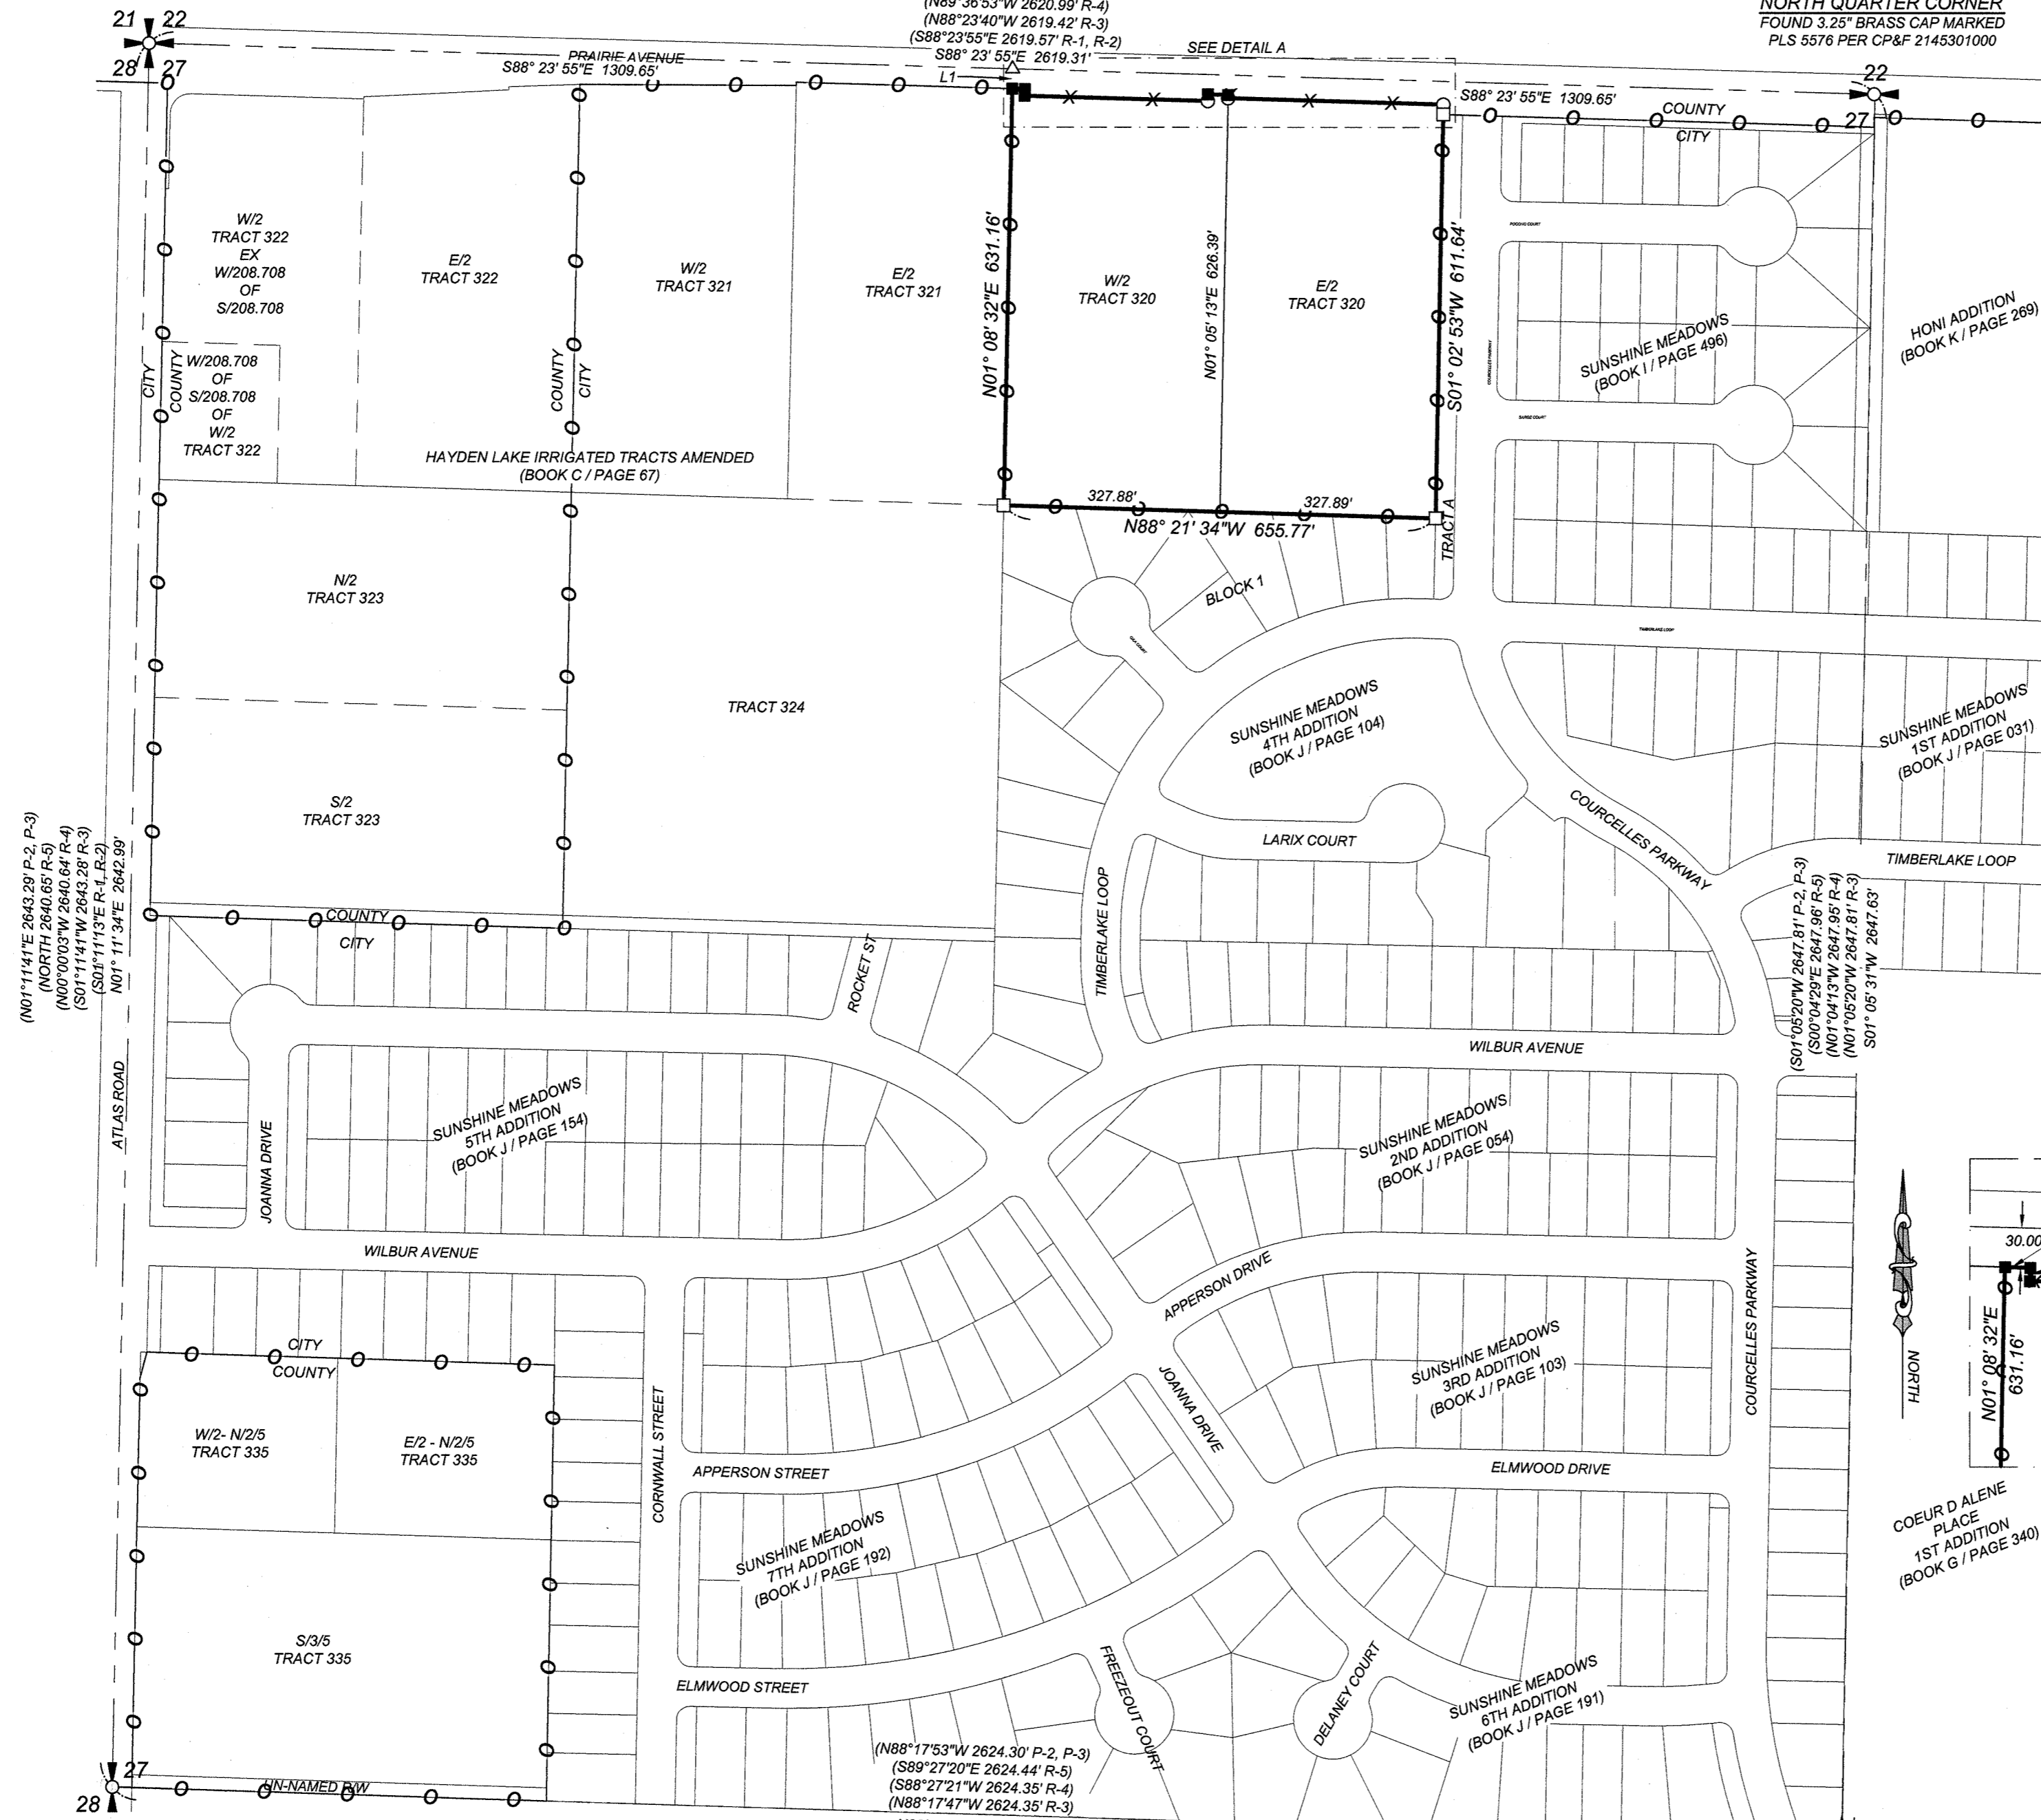 (N89°36'53"W 2620.99' R-4)
(N88°23'40"W 2619.42' R-3)
(S88°23'55"E 2619.57' R-1, R-2)
S88° 23' 55"E 2619.31'
NORTH QUARTER CORNER
FOUND 3.25" BRASS CAP MARKED
PLS 5576 PER CP&F 2145301000
21 22
28 27
PRAIRIE AVENUE
S88° 23' 55"E 1309.65'
L1
SEE DETAIL A
22
27
S88° 23' 55"E 1309.65'
COUNTY
CITY
W/2
TRACT 322
EX
W/208.708
OF
S/208.708
E/2
TRACT 322
W/2
TRACT 321
E/2
TRACT 321
N01° 08' 32"E 631.16'
W/2
TRACT 320
N01° 05' 13"E 626.39'
E/2
TRACT 320
S01° 02' 53"W 611.64'
POCONO COURT
COURCELLES PARKWAY
SARGE COURT
SUNSHINE MEADOWS
(BOOK I / PAGE 496)
HONI ADDITION
(BOOK K / PAGE 269)
CITY
COUNTY
W/208.708
OF
S/208.708
OF
W/2
TRACT 322
COUNTY
CITY
HAYDEN LAKE IRRIGATED TRACTS AMENDED
(BOOK C / PAGE 67)
327.88'
327.89'
N88° 21' 34"W 655.77'
TRACT A
BLOCK 1
TIMBERLAKE LOOP
N/2
TRACT 323
TRACT 324
SUNSHINE MEADOWS
4TH ADDITION
(BOOK J / PAGE 104)
SUNSHINE MEADOWS
1ST ADDITION
(BOOK J / PAGE 031)
S/2
TRACT 323
LARIX COURT
COURCELLES PARKWAY
TIMBERLAKE LOOP
TIMBERLAKE LOOP
(N01°11'41"E 2643.29' P-2, P-3)
(NORTH 2640.65' R-5)
(N00°00'03"W 2640.64' R-4)
(S01°11'41"W 2643.28' R-3)
(S01°11'13"E R-1, R-2)
N01° 11' 34"E 2642.99'
(S01°05'20"W 2647.81' P-2, P-3)
(S00°04'29"E 2647.96' R-5)
(N01°04'13"W 2647.95' R-4)
(N01°05'20"W 2647.81' R-3)
S01° 05' 31"W 2647.63'
COUNTY
CITY
ROCKET ST
ATLAS ROAD
JOANNA DRIVE
SUNSHINE MEADOWS
5TH ADDITION
(BOOK J / PAGE 154)
WILBUR AVENUE
SUNSHINE MEADOWS
2ND ADDITION
(BOOK J / PAGE 054)
WILBUR AVENUE
APPERSON DRIVE
COURCELLES PARKWAY
NORTH
30.00
N01° 08' 32"E
631.16'
CITY
COUNTY
W/2- N/2/5
TRACT 335
E/2 - N/2/5
TRACT 335
CORNWALL STREET
APPERSON STREET
JOANNA DRIVE
SUNSHINE MEADOWS
3RD ADDITION
(BOOK J / PAGE 103)
ELMWOOD DRIVE
COEUR D ALENE
PLACE
1ST ADDITION
(BOOK G / PAGE 340)
SUNSHINE MEADOWS
7TH ADDITION
(BOOK J / PAGE 192)
S/3/5
TRACT 335
ELMWOOD STREET
FREEZEOUT COURT
DELANEY COURT
SUNSHINE MEADOWS
6TH ADDITION
(BOOK J / PAGE 191)
27
28
UN-NAMED R/W
(N88°17'53"W 2624.30' P-2, P-3)
(S89°27'20"E 2624.44' R-5)
(S88°27'21"W 2624.35' R-4)
(N88°17'47"W 2624.35' R-3)